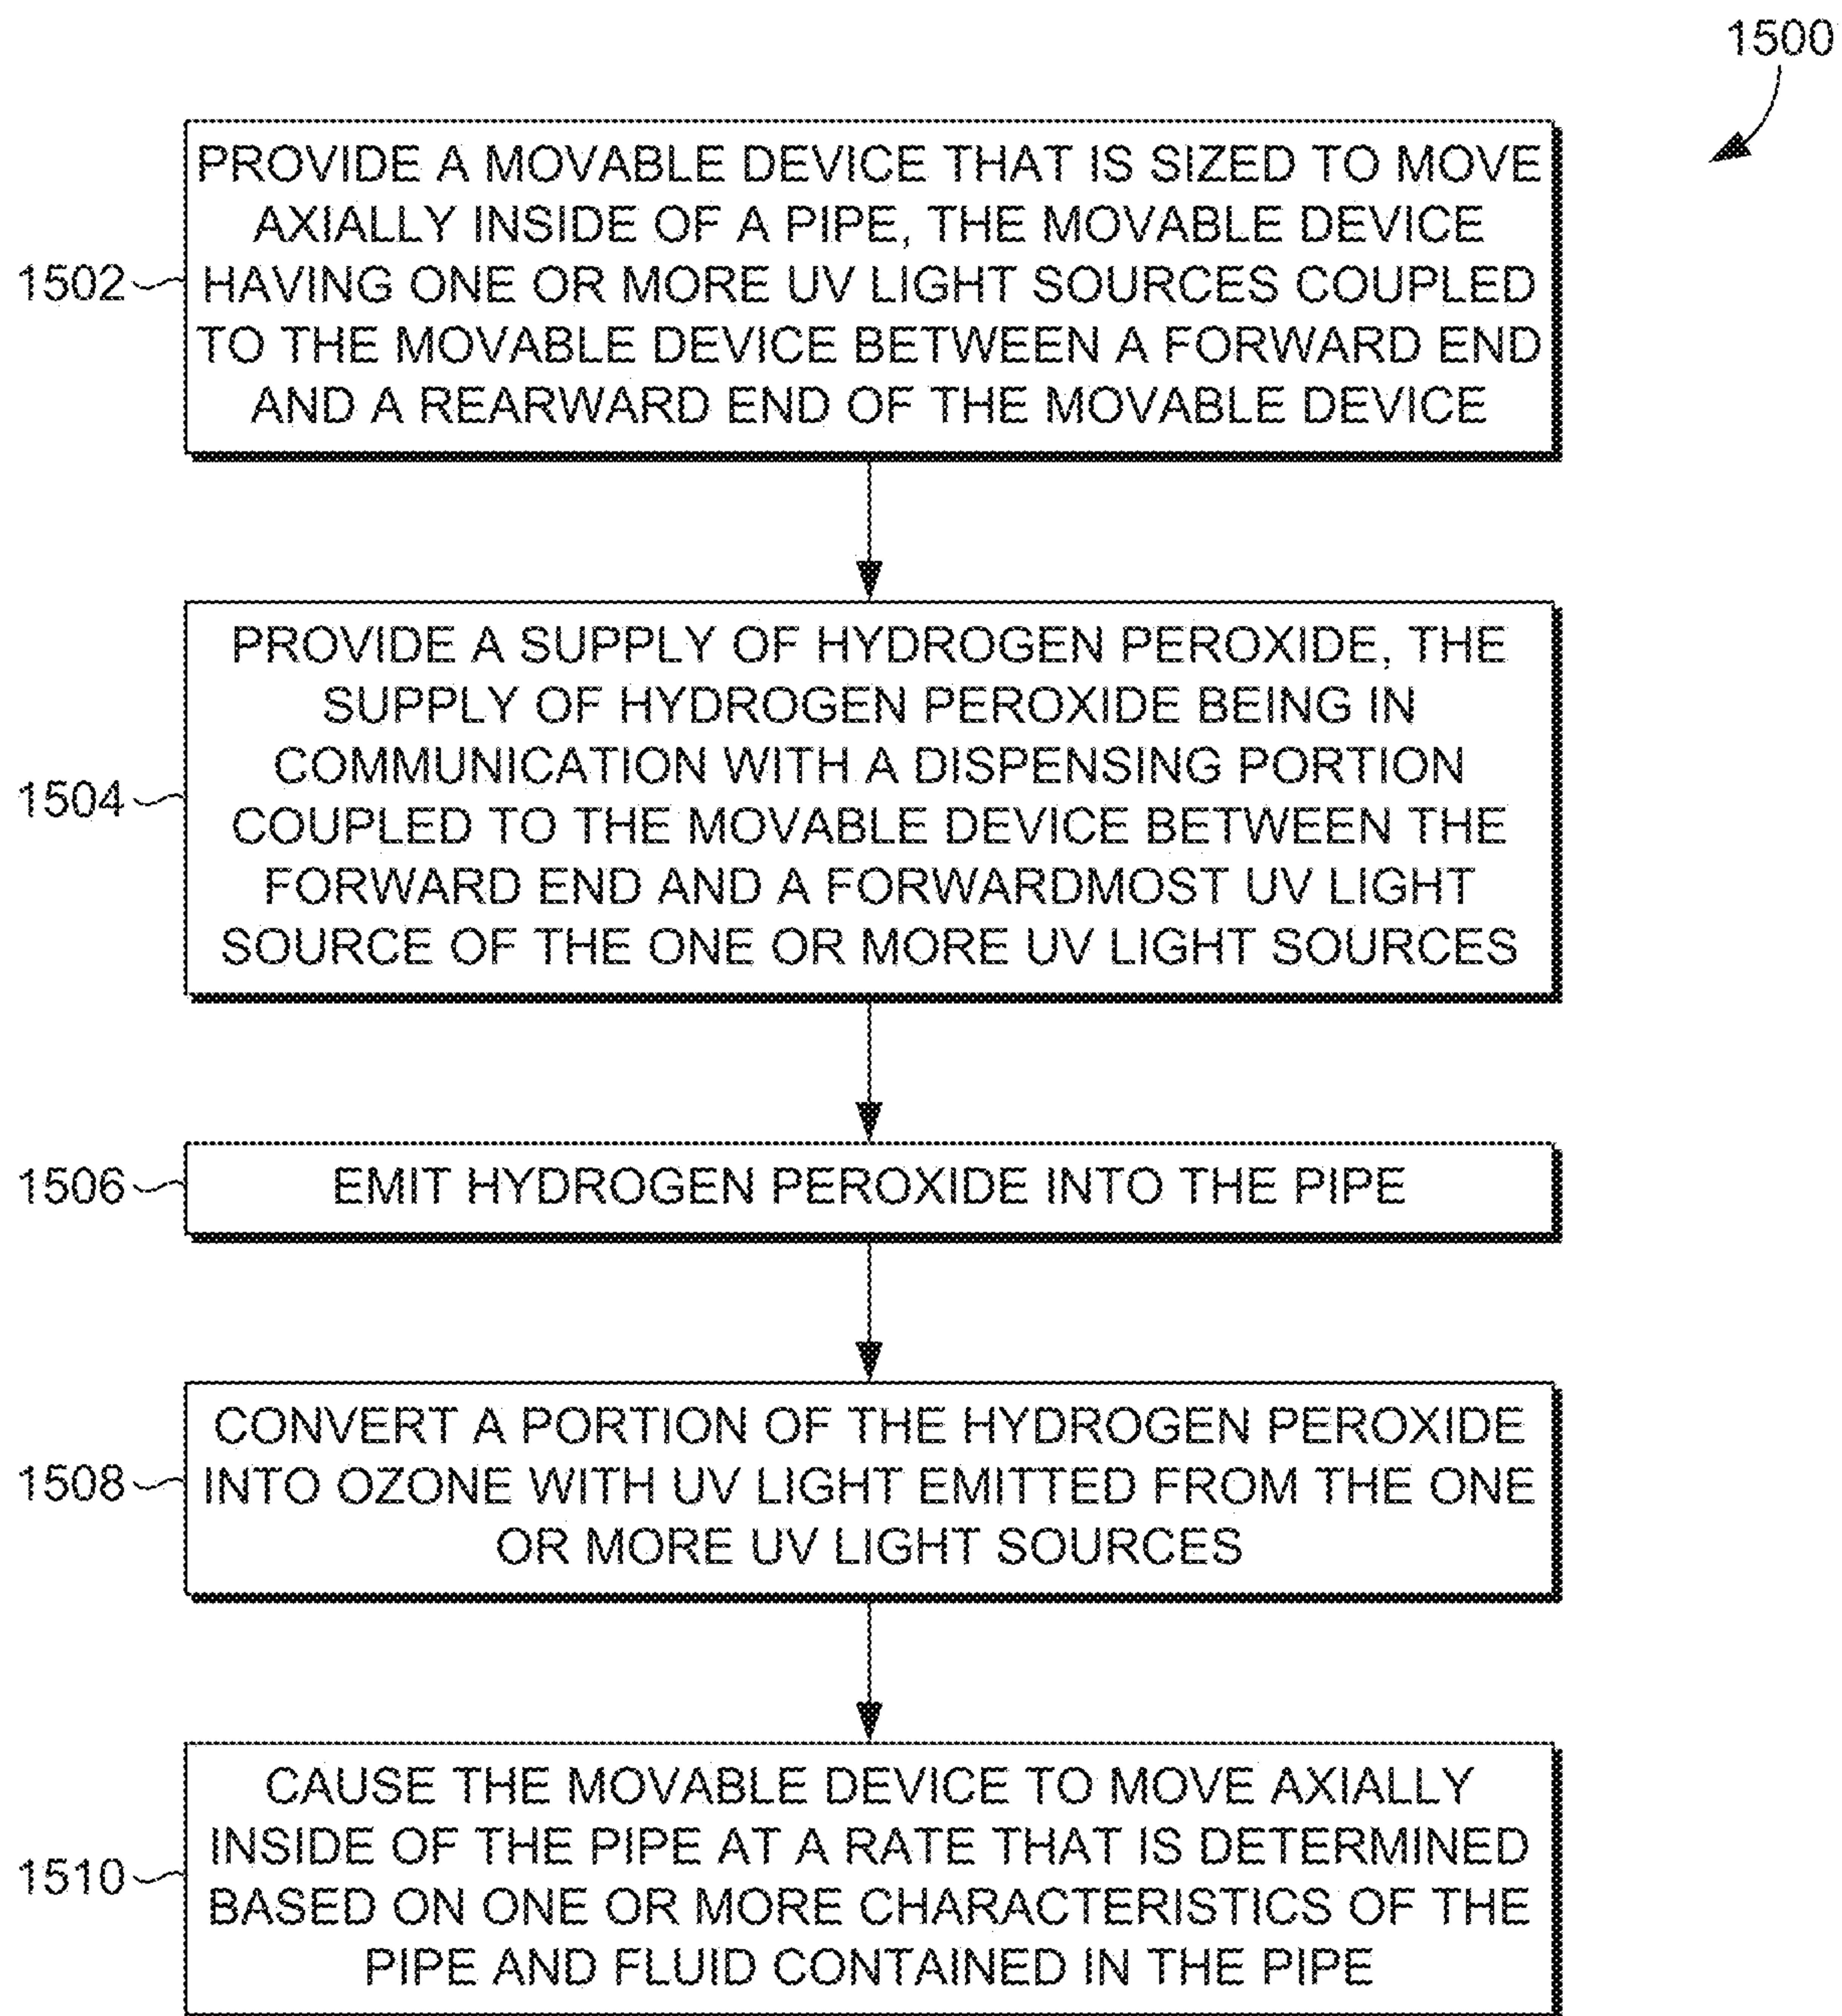 1500
PROVIDE A MOVABLE DEVICE THAT IS SIZED TO MOVE
AXIALLY INSIDE OF A PIPE, THE MOVABLE DEVICE
1502
HAVING ONE OR MORE UV LIGHT SOURCES COUPLED
TO THE MOVABLE DEVICE BETWEEN A FORWARD END
AND A REARWARD END OF THE MOVABLE DEVICE
PROVIDE A SUPPLY OF HYDROGEN PEROXIDE, THE
SUPPLY OF HYDROGEN PEROXIDE BEING IN
COMMUNICATION WITH A DISPENSING PORTION
1504
COUPLED TO THE MOVABLE DEVICE BETWEEN THE
FORWARD END AND A FORWARDMOST UV LIGHT
SOURCE OF THE ONE OR MORE UV LIGHT SOURCES
1506
EMIT HYDROGEN PEROXIDE INTO THE PIPE
CONVERT A PORTION OF THE HYDROGEN PEROXIDE
1508
INTO OZONE WITH UV LIGHT EMITTED FROM THE ONE
OR MORE UV LIGHT SOURCES
CAUSE THE MOVABLE DEVICE TO MOVE AXIALLY
INSIDE OF THE PIPE AT A RATE THAT IS DETERMINED
1510
BASED ON ONE OR MORE CHARACTERISTICS OF THE
PIPE AND FLUID CONTAINED IN THE PIPE